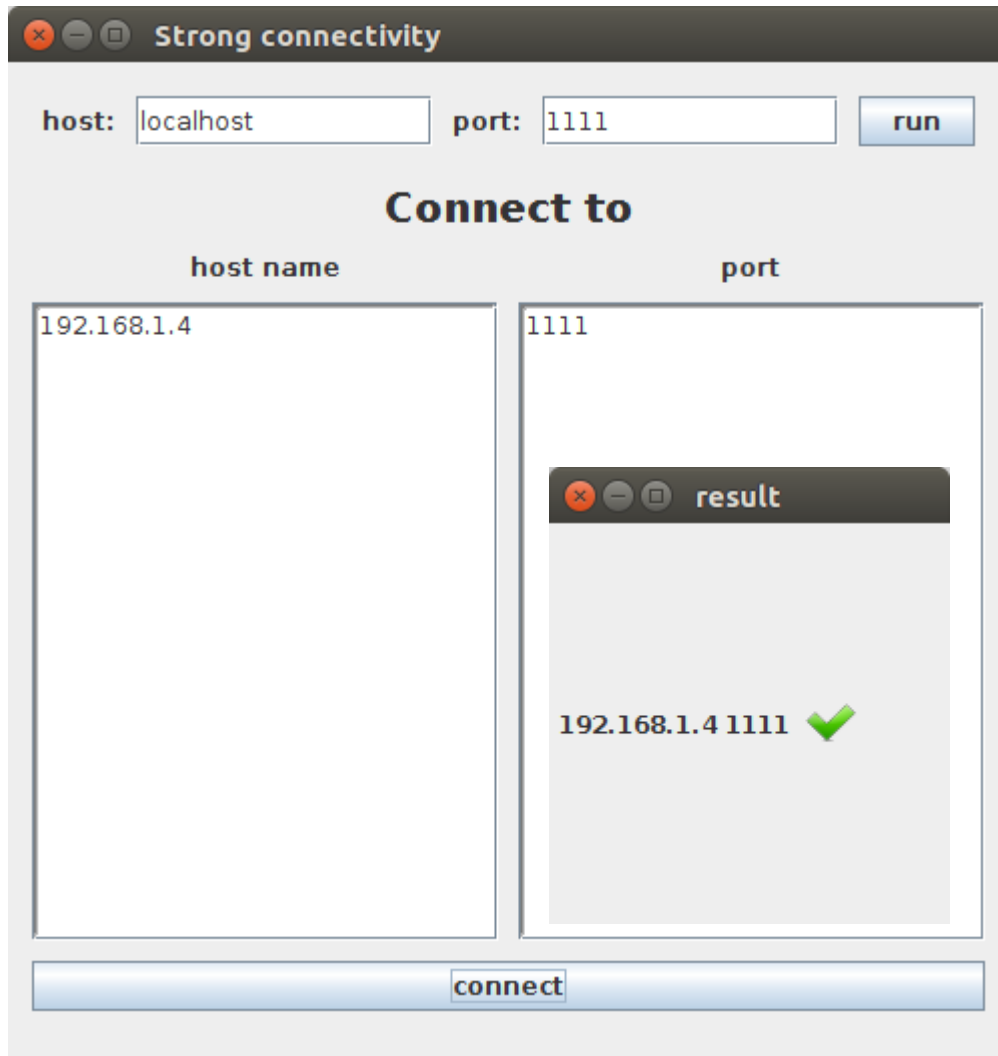 Strong connectivity
host: localhost port: 1111 run
Connect to
host name port
192.168.1.4 1111
result
192.168.1.4 1111
connect